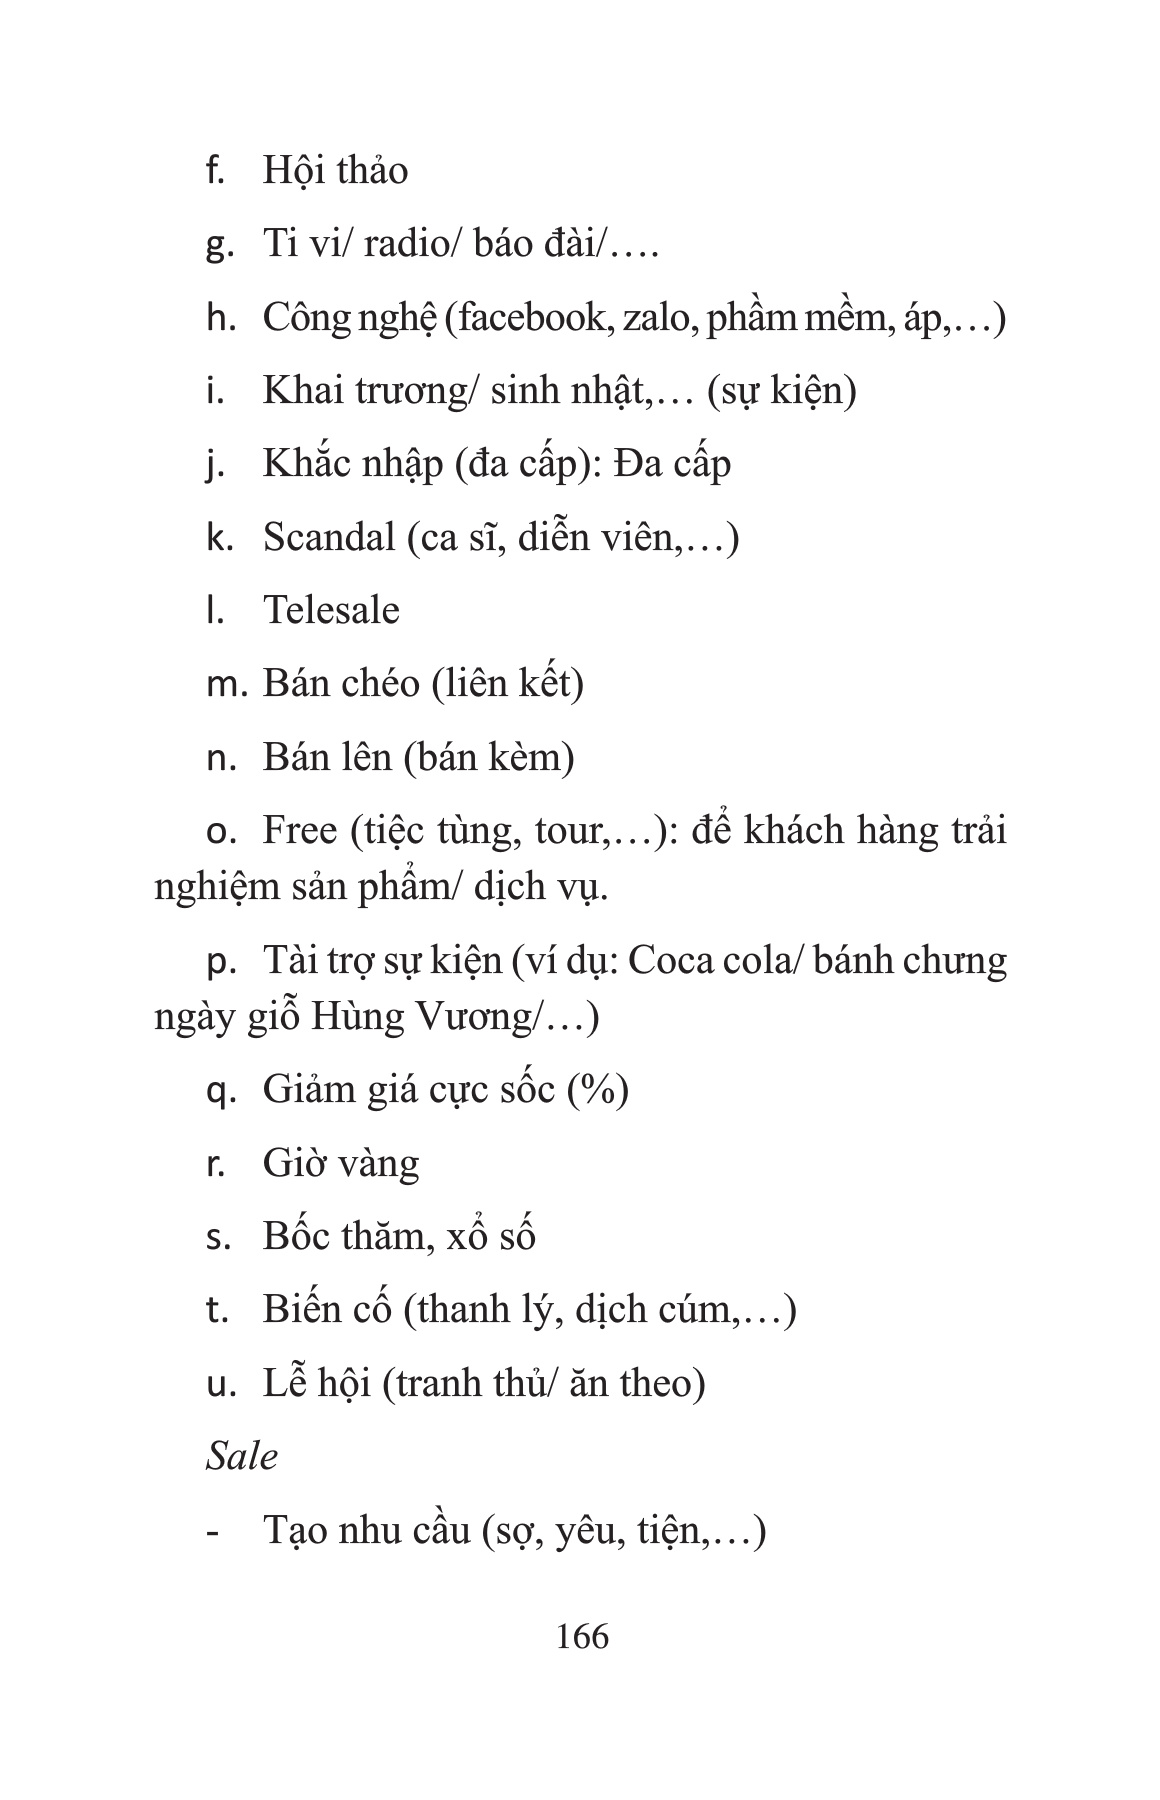 f. Hội thảo
g. Ti vi/ radio/ báo đài/….
h. Công nghệ (facebook, zalo, phầm mềm, áp,…)
i. Khai trương/ sinh nhật,… (sự kiện)
j. Khắc nhập (đa cấp): Đa cấp
k. Scandal (ca sĩ, diễn viên,…)
l. Telesale
m. Bán chéo (liên kết)
n. Bán lên (bán kèm)
o. Free (tiệc tùng, tour,…): để khách hàng trải
nghiệm sản phẩm/ dịch vụ.
p. Tài trợ sự kiện (ví dụ: Coca cola/ bánh chưng
ngày giỗ Hùng Vương/…)
q. Giảm giá cực sốc (%)
r. Giờ vàng
s. Bốc thăm, xổ số
t. Biến cố (thanh lý, dịch cúm,…)
u. Lễ hội (tranh thủ/ ăn theo)
Sale
- Tạo nhu cầu (sợ, yêu, tiện,…)
166